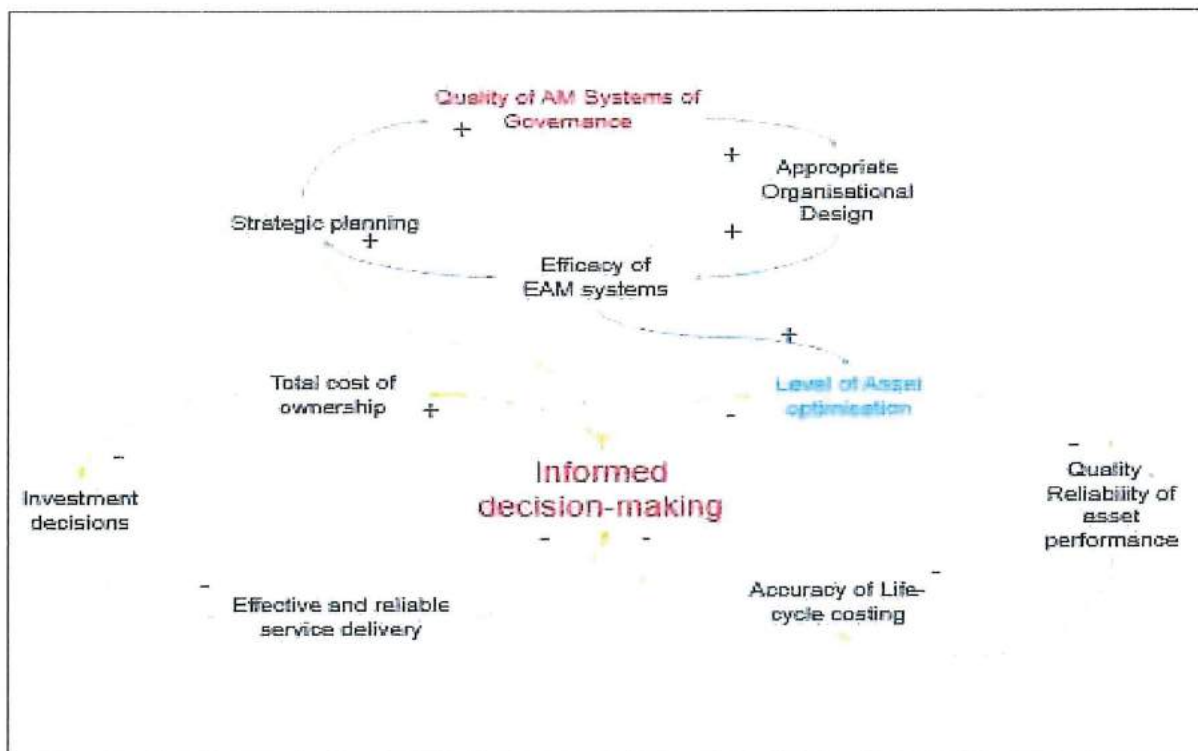 Quality of AM Systems of
Governance
+
+
Appropriate
Organisational
Design
Strategic planning
+
+
Efficacy of
EAM systems
+
Total cost of
ownership
+
Level of Asset
optimisation
-
-
Investment
decisions
Informed
decision-making
-
Quality
Reliability of
asset
performance
-
-
-
Effective and reliable
service delivery
-
Accuracy of Life-
cycle costing